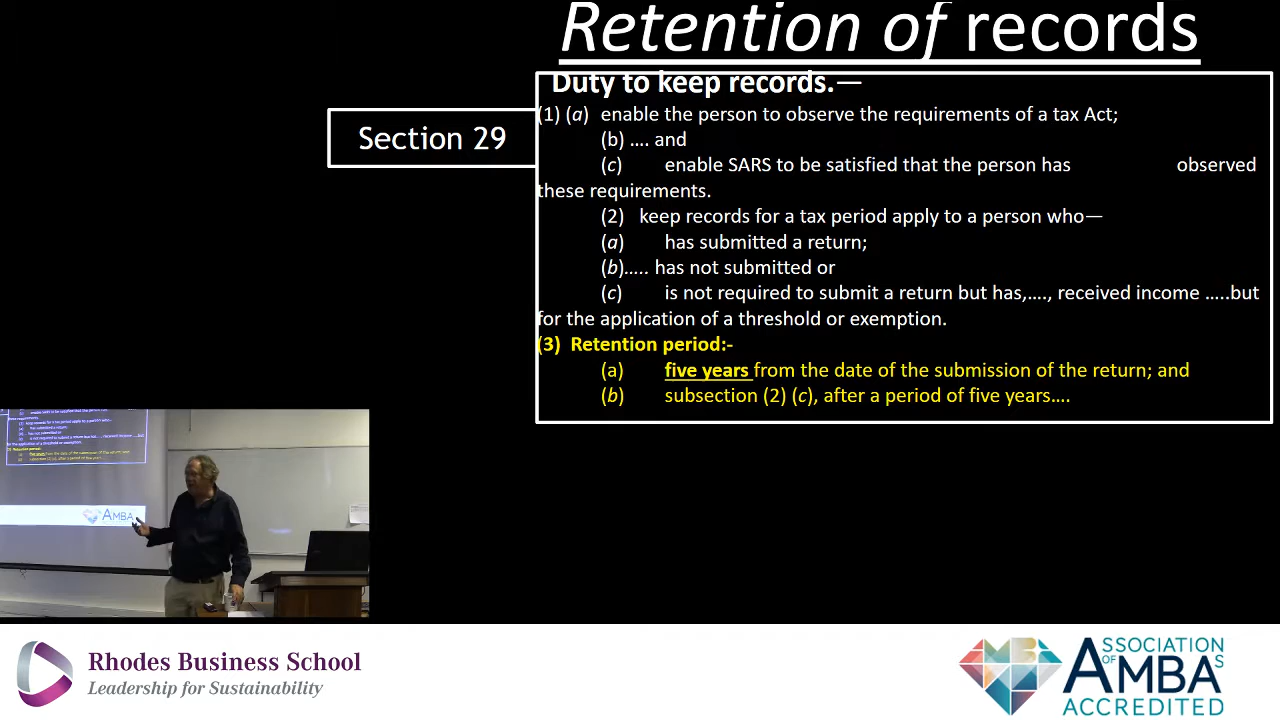 Retention of records
Section 29
Duty to keep records.—
(1) (a) enable the person to observe the requirements of a tax Act;
(b) .... and
(c) enable SARS to be satisfied that the person has observed
these requirements.
(2) keep records for a tax period apply to a person who—
(a) has submitted a return;
(b)..... has not submitted or
(c) is not required to submit a return but has,...., received income .....but
for the application of a threshold or exemption.
(3) Retention period:-
(a) five years from the date of the submission of the return; and
(b) subsection (2) (c), after a period of five years....
AMBA
Rhodes Business School
Leadership for Sustainability
ASSOCIATION
OF AMBA'S
ACCREDITED